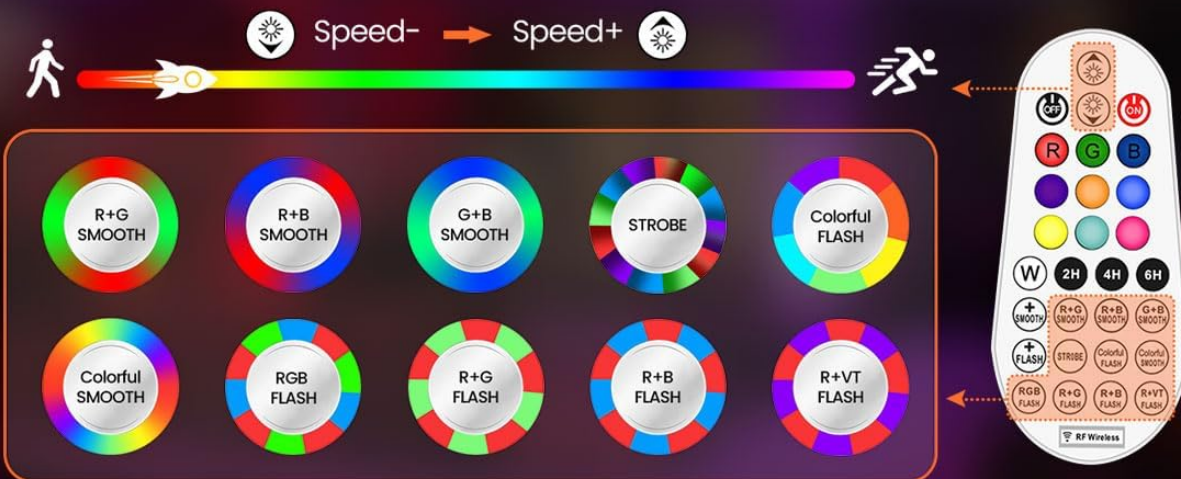 Speed- Speed+
R+G
SMOOTH
R+B
SMOOTH
G+B
SMOOTH
STROBE
Colorful
FLASH
Colorful
SMOOTH
RGB
FLASH
R+G
FLASH
R+B
FLASH
R+VT
FLASH
OFF ON
R G B
W 2H 4H 6H
+
SMOOTH
R+G
SMOOTH
R+B
SMOOTH
G+B
SMOOTH
+
FLASH
STROBE
Colorful
FLASH
Colorful
SMOOTH
RGB
FLASH
R+G
FLASH
R+B
FLASH
R+VT
FLASH
RF Wireless